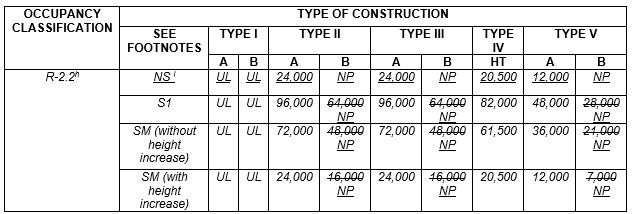 OCCUPANCY CLASSIFICATION TYPE OF CONSTRUCTION
SEE FOOTNOTES TYPE I TYPE II TYPE III TYPE IV TYPE V
A B A B A B HT A B
R-2.2h NS i UL UL 24,000 NP 24,000 NP 20,500 12,000 NP
S1 UL UL 96,000 64,000 NP 96,000 64,000 NP 82,000 48,000 28,000 NP
SM (without height increase) UL UL 72,000 48,000 NP 72,000 48,000 NP 61,500 36,000 21,000 NP
SM (with height increase) UL UL 24,000 16,000 NP 24,000 16,000 NP 20,500 12,000 7,000 NP